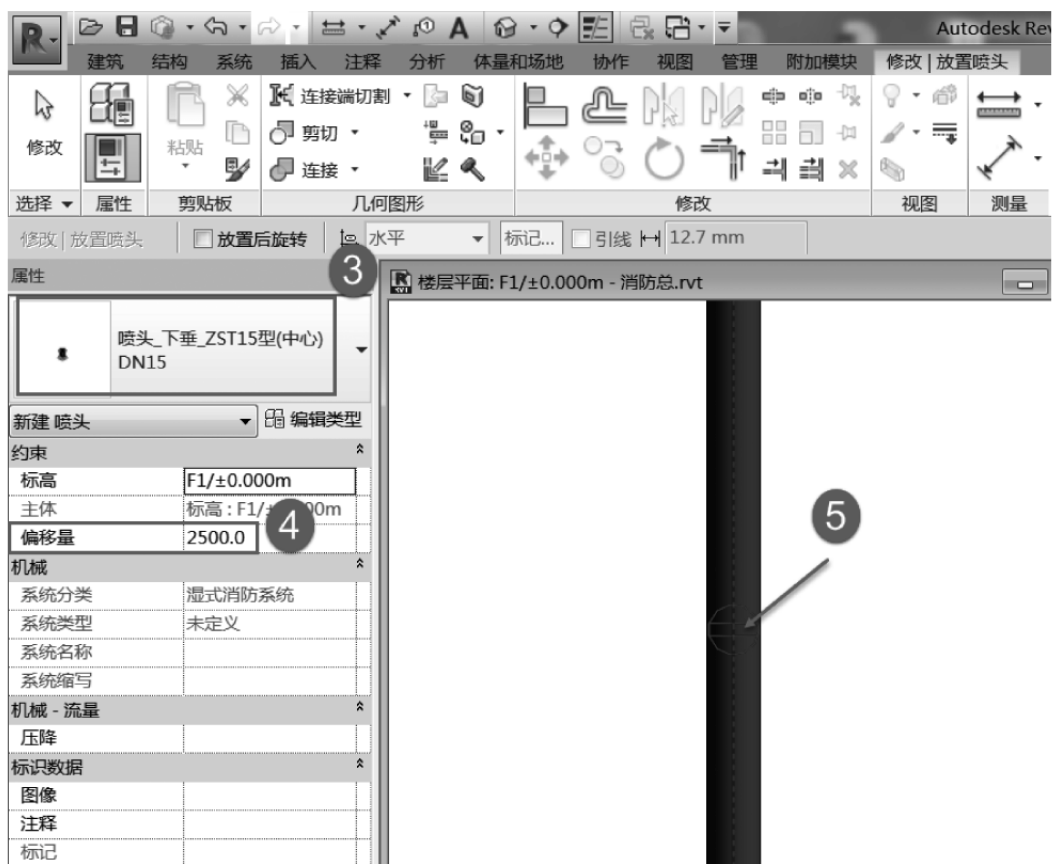 Autodesk Rev
建筑 结构 系统 插入 注释 分析 体量和场地 协作 视图 管理 附加模块 修改 | 放置喷头
修改
粘贴
连接端切割
剪切
连接
选择 属性 剪贴板 几何图形 修改 视图 测量
修改 | 放置喷头 放置后旋转 水平 标记... 引线 12.7 mm
属性
3
楼层平面: F1/±0.000m - 消防总.rvt
喷头_下垂_ZST15型(中心)
DN15
新建 喷头 编辑类型
约束
标高 F1/±0.000m
主体 标高 : F1/± 00m
4
偏移量 2500.0
5
机械
系统分类 湿式消防系统
系统类型 未定义
系统名称
系统缩写
机械 - 流量
压降
标识数据
图像
注释
标记